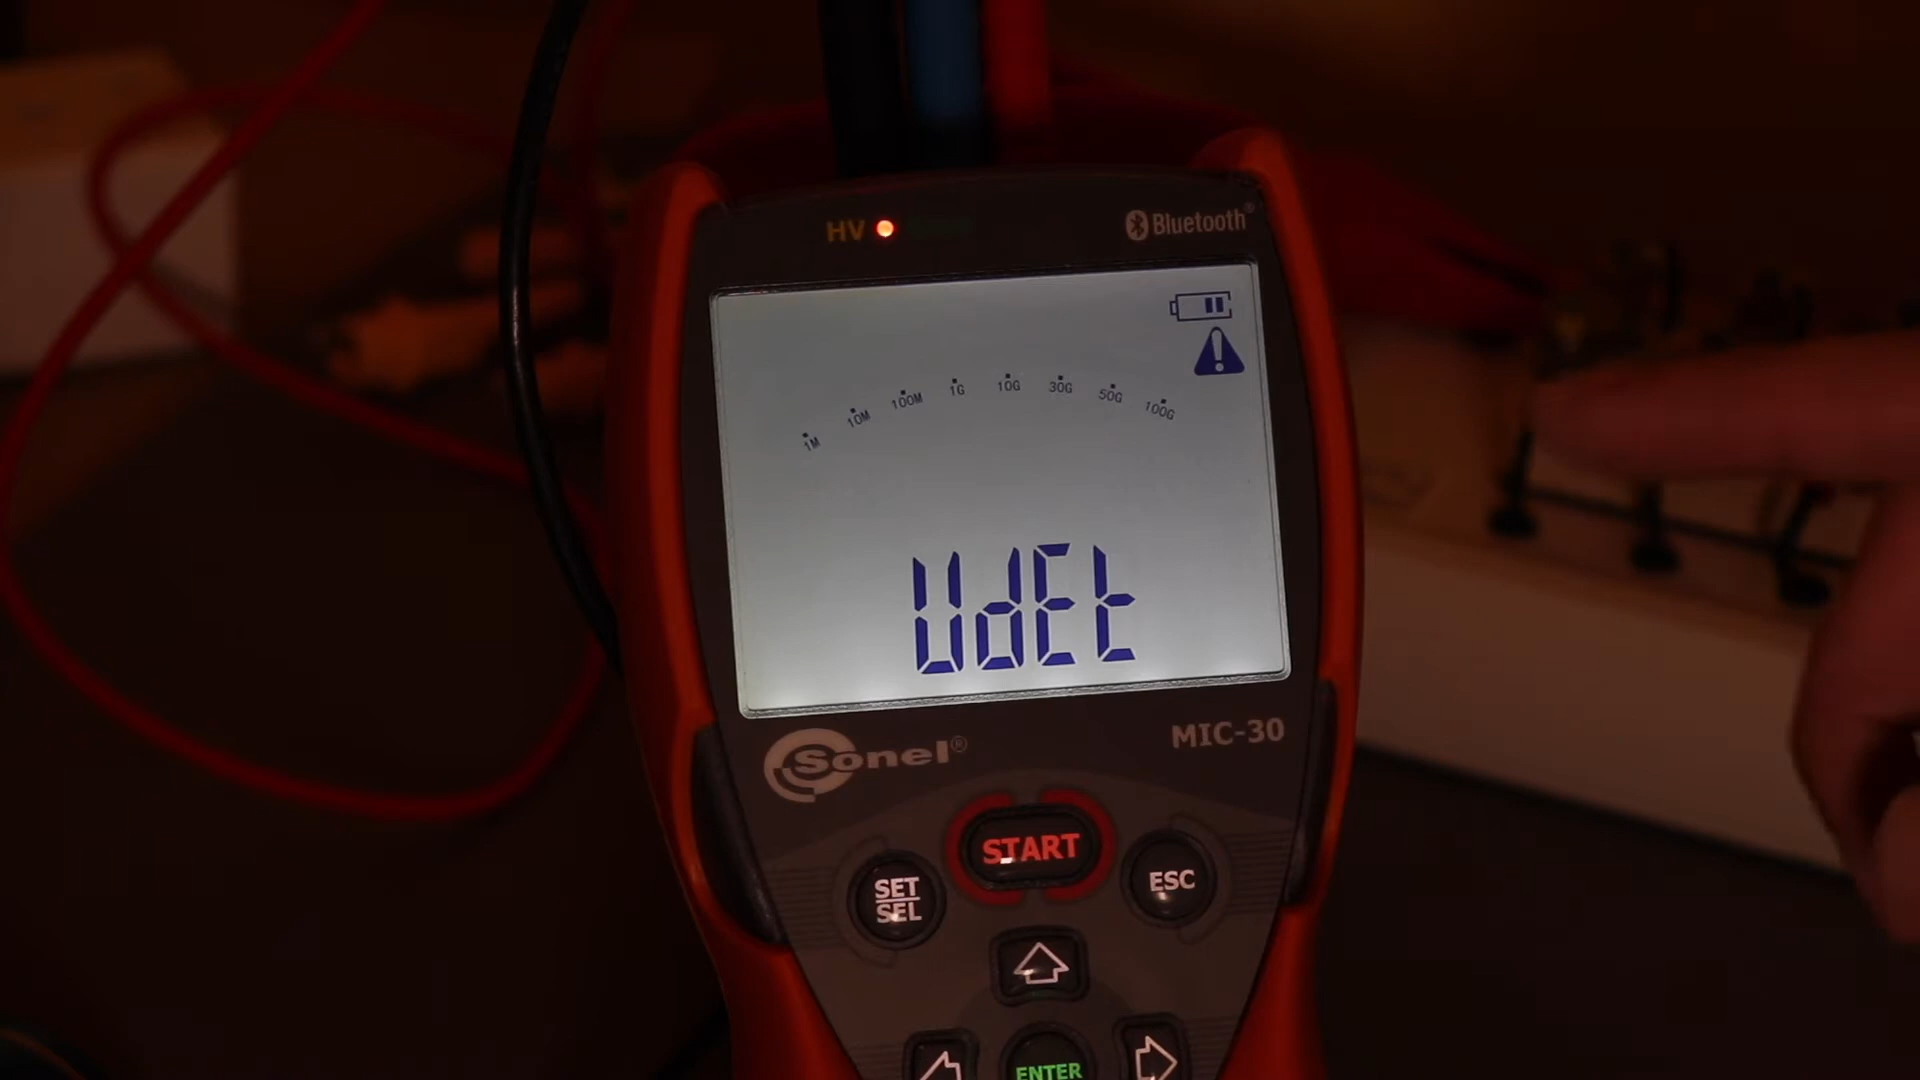 HV
Bluetooth®
1M 10M 100M 1G 10G 30G 50G 100G
UdEt
Sonel®
MIC-30
START
SET
SEL
ESC
ENTER